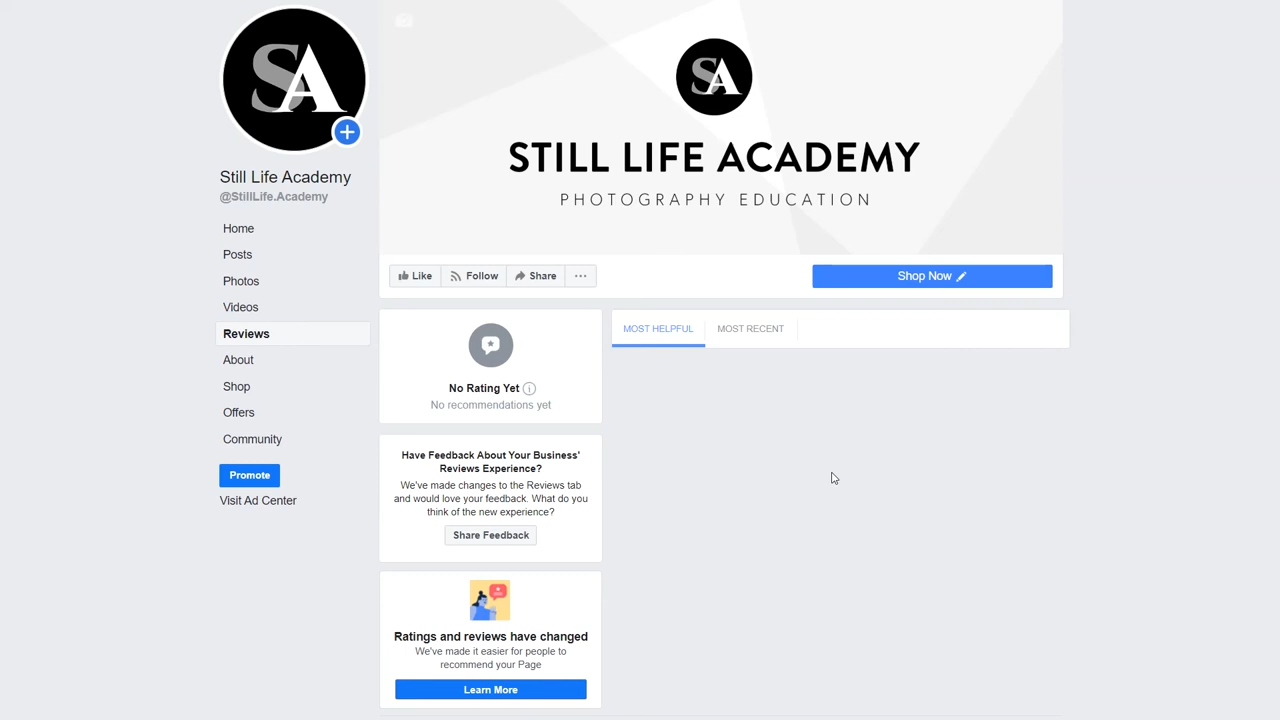 SA
Still Life Academy
@StillLife.Academy
Home
Posts
Photos
Videos
Reviews
About
Shop
Offers
Community
Promote
Visit Ad Center
SA
STILL LIFE ACADEMY
PHOTOGRAPHY EDUCATION
Like Follow Share ...
Shop Now
No Rating Yet
No recommendations yet
Have Feedback About Your Business'
Reviews Experience?
We've made changes to the Reviews tab
and would love your feedback. What do you
think of the new experience?
Share Feedback
Ratings and reviews have changed
We've made it easier for people to
recommend your Page
Learn More
MOST HELPFUL MOST RECENT